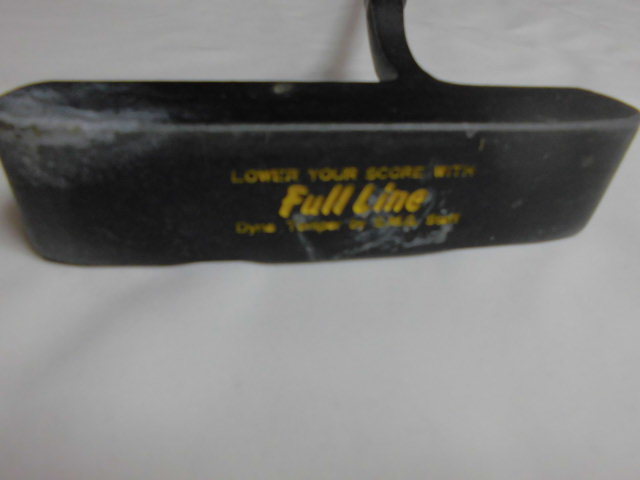 LOWER YOUR SCORE WITH
Full Line
Dyna Temper by